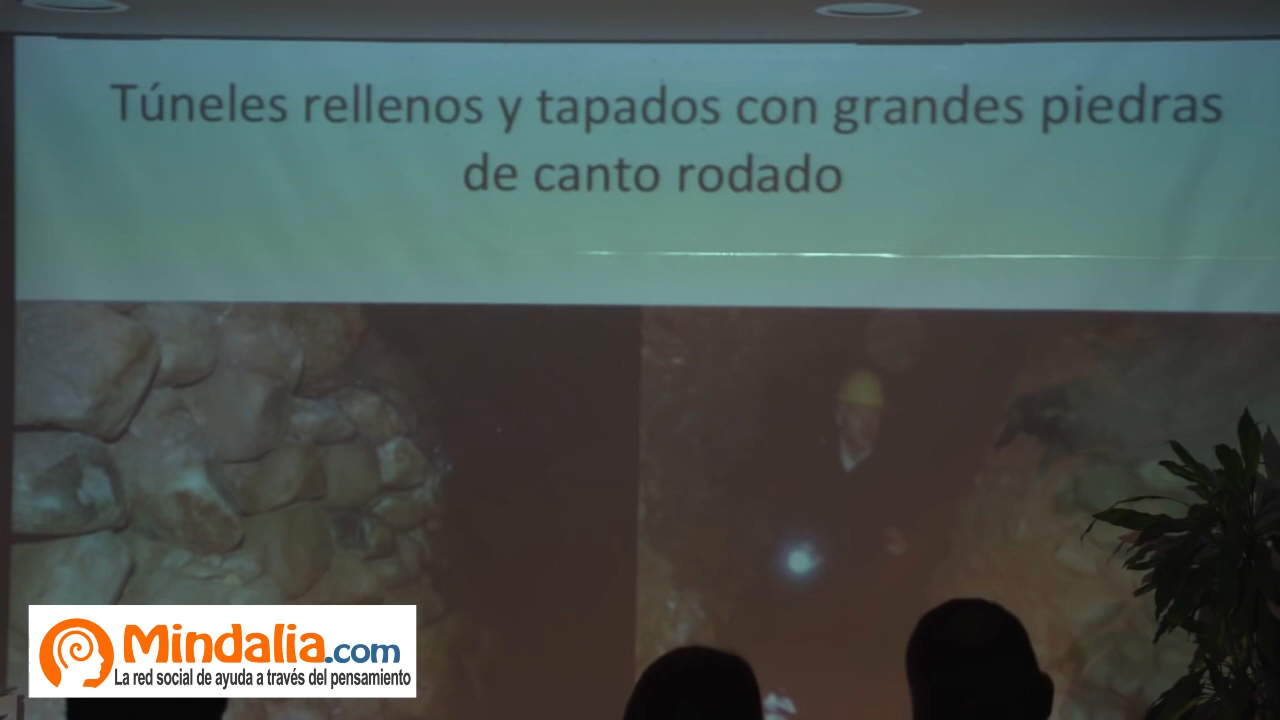 Túneles rellenos y tapados con grandes piedras
de canto rodado
Mindalia.com
La red social de ayuda a través del pensamiento